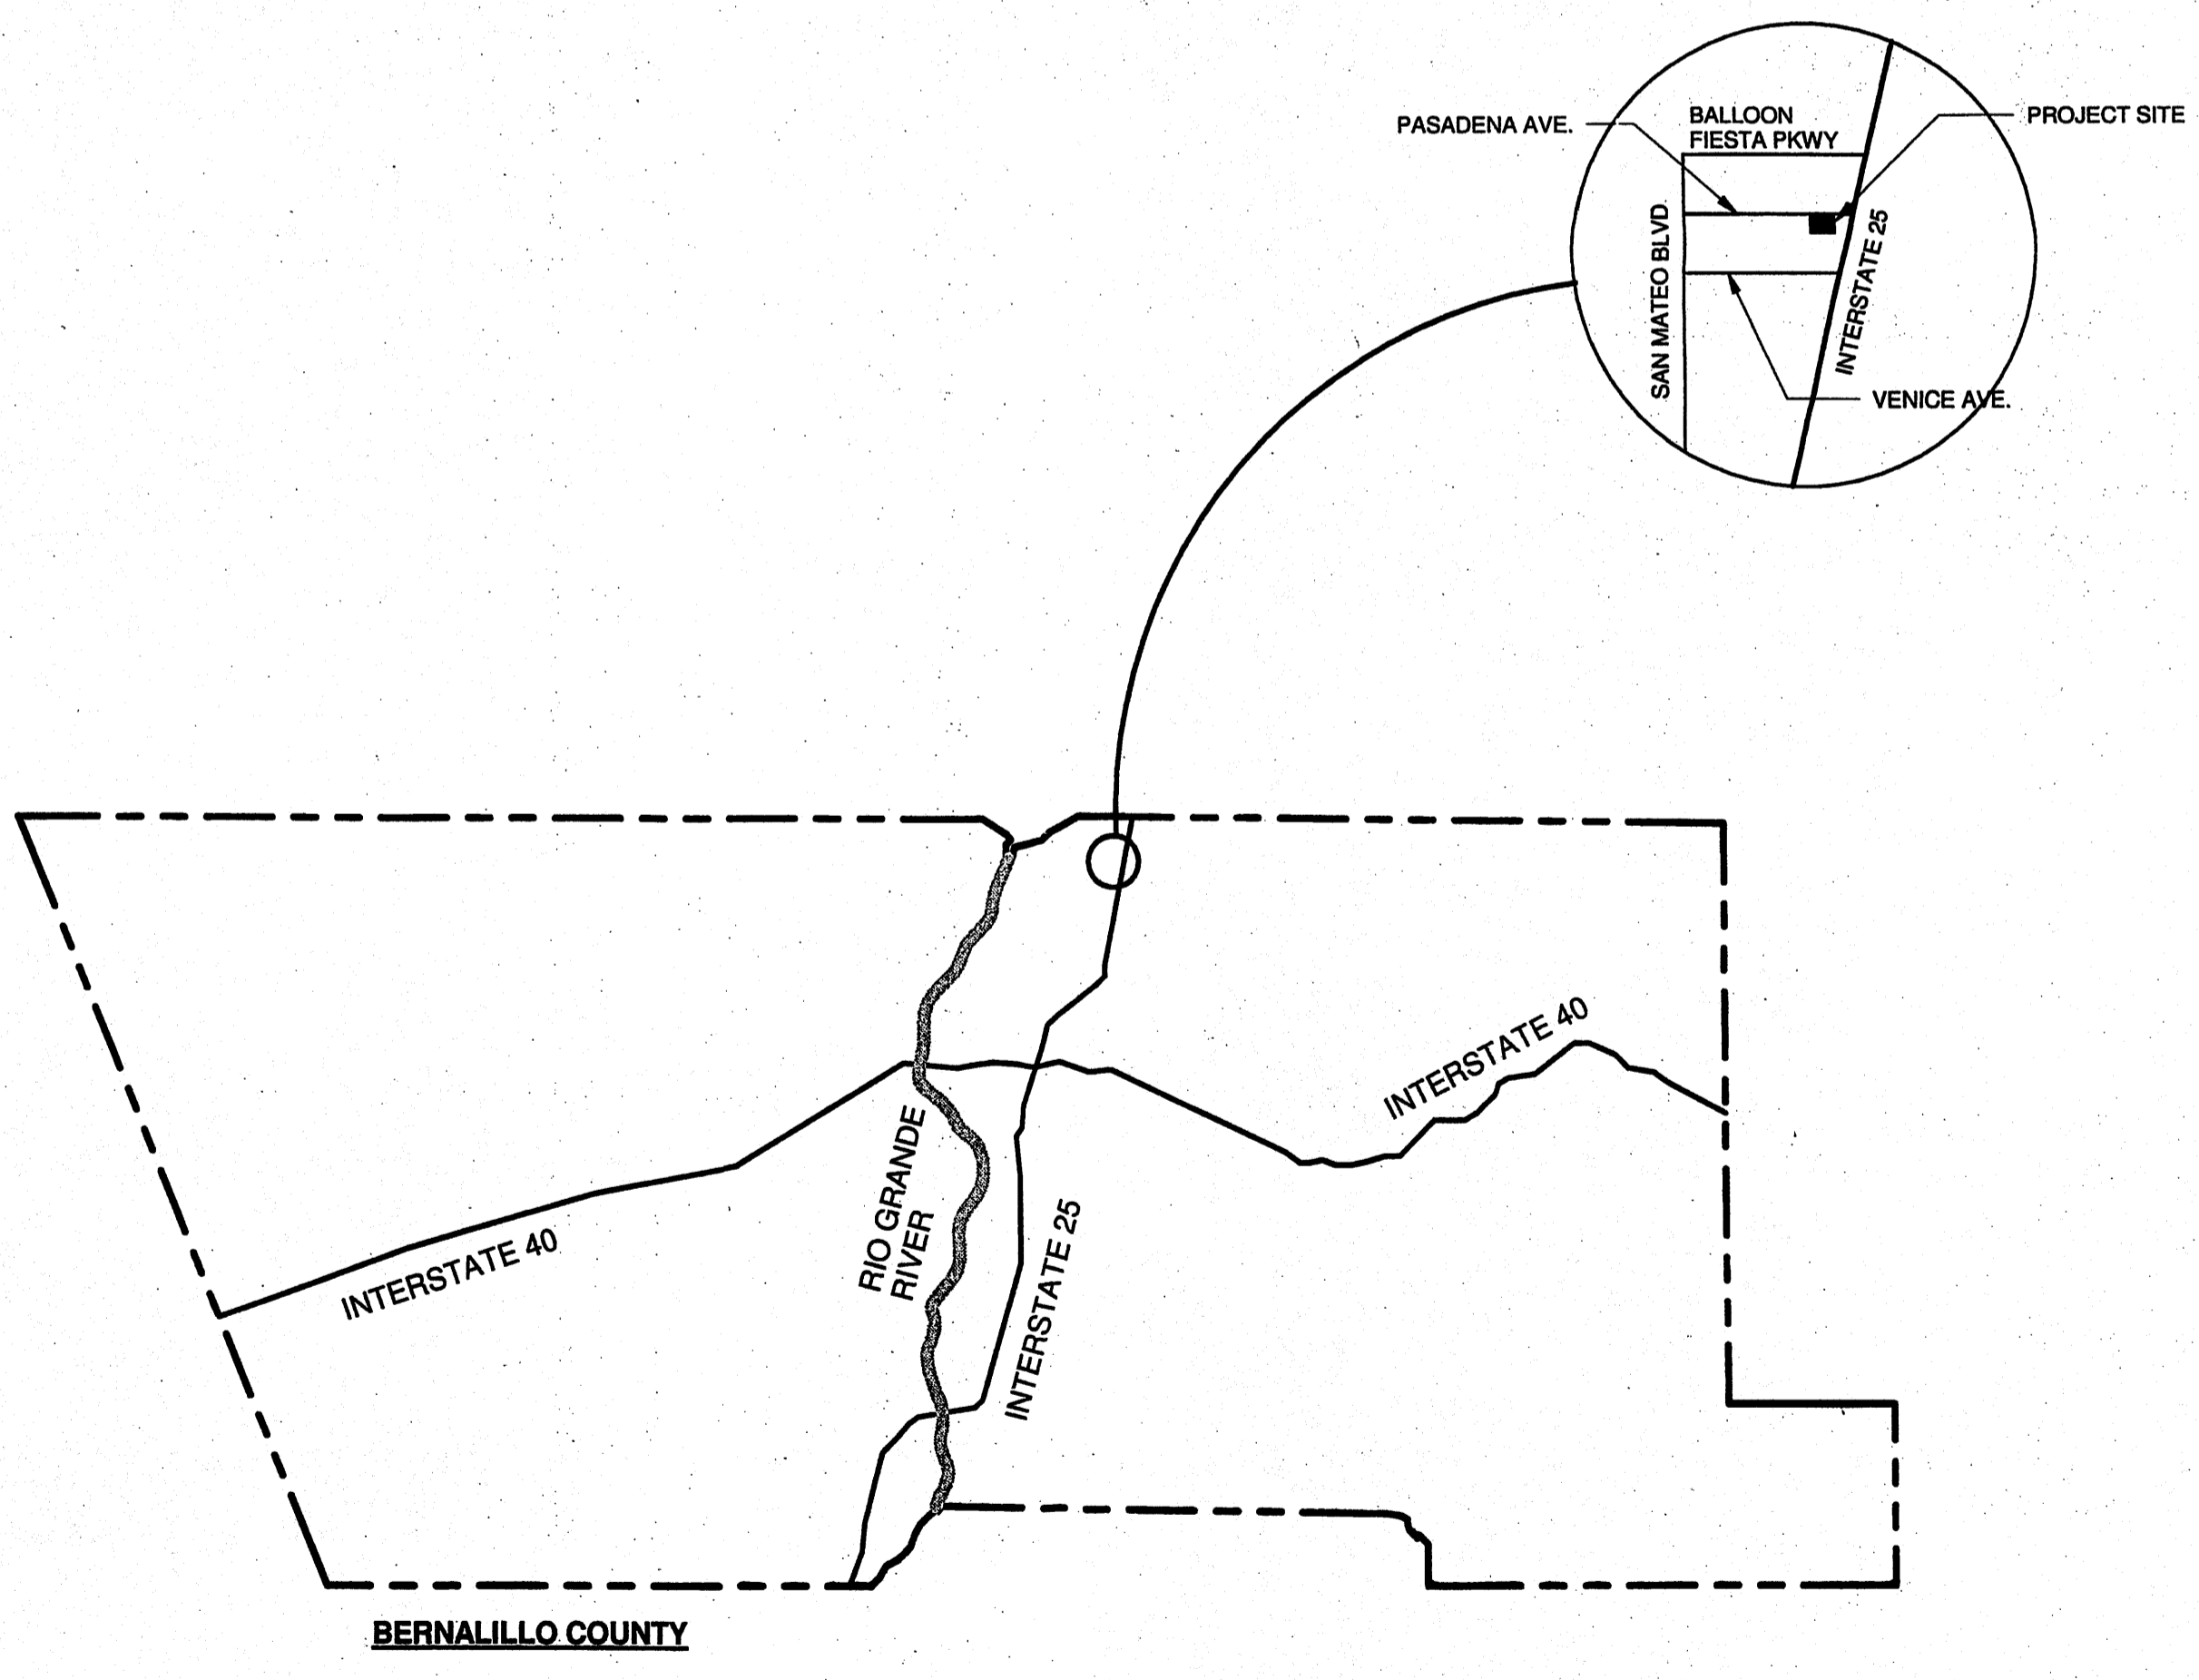 PASADENA AVE.
BALLOON
FIESTA PKWY
PROJECT SITE
SAN MATEO BLVD.
INTERSTATE 25
VENICE AVE.
INTERSTATE 40
RIO GRANDE
RIVER
INTERSTATE 25
INTERSTATE 40
BERNALILLO COUNTY